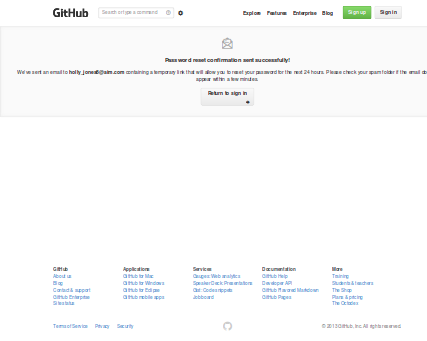 GitHub
Search or type a command
Explore Features Enterprise Blog
Sign up
Sign in
Password reset confirmation sent successfully!
We've sent an email to holly_jones8@aim.com containing a temporary link that will allow you to reset your password for the next 24 hours. Please check your spam folder if the email
appear within a few minutes.
Return to sign in
GitHub Applications Services Documentation More
About us GitHub for Mac Gauges: Web analytics GitHub Help Training
Blog GitHub for Windows Speaker Deck: Presentations Developer API Students & teachers
Contact & support GitHub for Eclipse Gist: Code snippets GitHub Flavored Markdown The Shop
GitHub Enterprise GitHub mobile apps Job board GitHub Pages Plans & pricing
Site status The Octodex
Terms of Service Privacy Security © 2013 GitHub, Inc. All rights reserved.